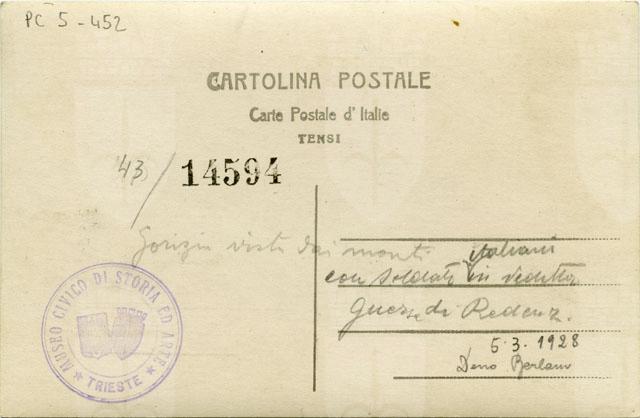 PC 5 - 452
CARTOLINA POSTALE
Carte Postale d' Italie
TENSI
43/
14594
Gorizia vista dai monti
italiani
con soldato in vedetta
Guerra di Redenz.
5.3.1928
MUSEO CIVICO DI STORIA ED ARTE
★ TRIESTE ★